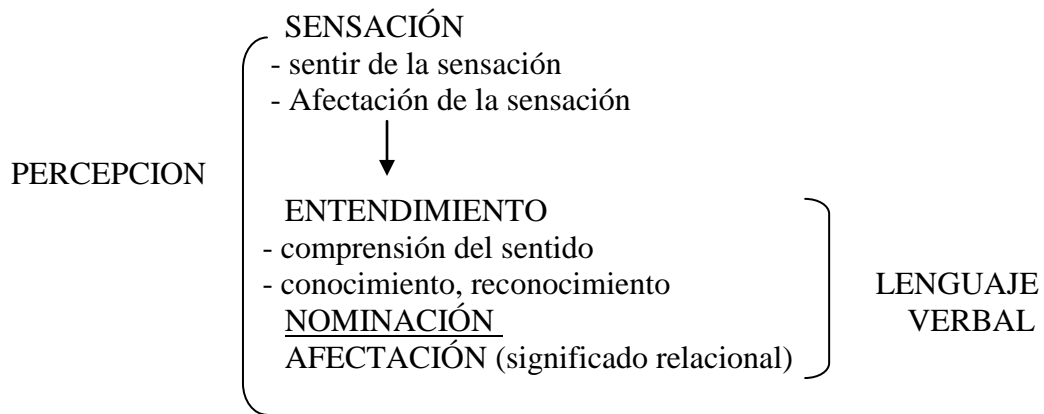 SENSACIÓN
- sentir de la sensación
- Afectación de la sensación
PERCEPCION
ENTENDIMIENTO
- comprensión del sentido
- conocimiento, reconocimiento
NOMINACIÓN
AFECTACIÓN (significado relacional)
LENGUAJE
VERBAL